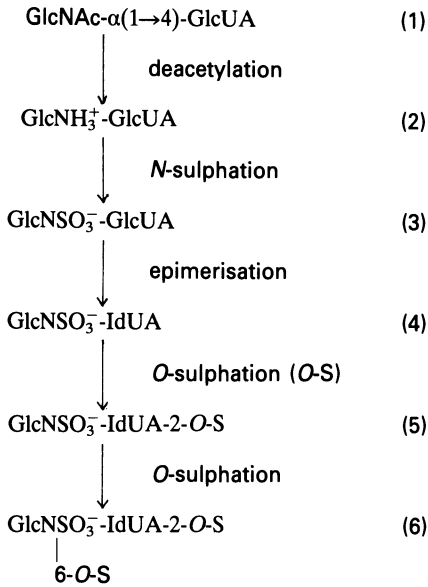 GlcNAc-α(1→4)-GlcUA (1)
deacetylation
GlcNH₃⁺-GlcUA (2)
N-sulphation
GlcNSO₃⁻-GlcUA (3)
epimerisation
GlcNSO₃⁻-IdUA (4)
O-sulphation (O-S)
GlcNSO₃⁻-IdUA-2-O-S (5)
O-sulphation
GlcNSO₃⁻-IdUA-2-O-S (6)
6-O-S